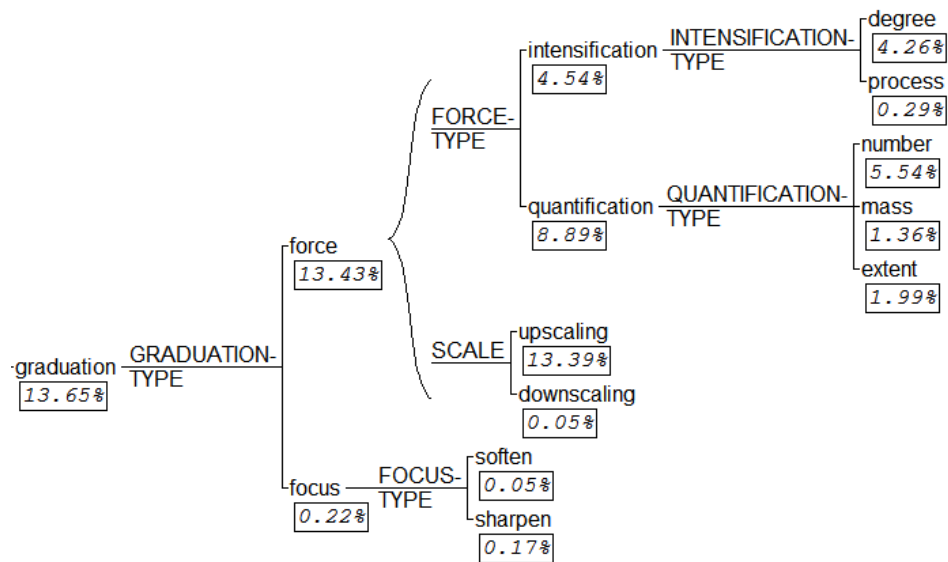 degree
intensification INTENSIFICATION-
4.26%
TYPE
4.54%
process
0.29%
FORCE-
TYPE
number
5.54%
quantification QUANTIFICATION-
mass
TYPE
8.89%
1.36%
force
extent
13.43%
1.99%
upscaling
SCALE
13.39%
graduation GRADUATION-
TYPE
13.65%
downscaling
0.05%
soften
FOCUS-
0.05%
focus
TYPE
0.22%
sharpen
0.17%